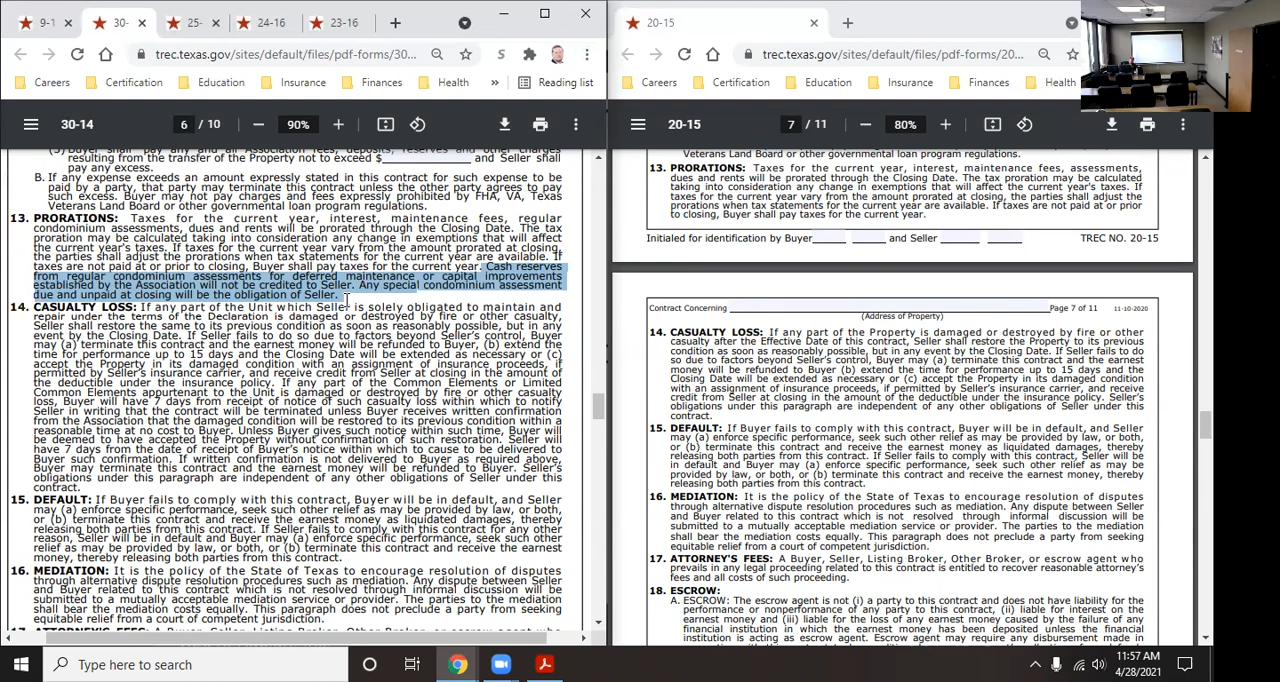 9-1
30-
25-
24-16
23-16
trec.texas.gov/sites/default/files/pdf-forms/30...
Careers
Certification
Education
Insurance
Finances
Health
»
Reading list
30-14
6 / 10
90%
(3) Buyer shall pay any and all Association fees, deposits, reserves and other charges
resulting from the transfer of the Property not to exceed $ and Seller shall
pay any excess.
B. If any expense exceeds an amount expressly stated in this contract for such expense to be
paid by a party, that party may terminate this contract unless the other party agrees to pay
such excess. Buyer may not pay charges and fees expressly prohibited by FHA, VA, Texas
Veterans Land Board or other governmental loan program regulations.
13. PRORATIONS: Taxes for the current year, interest, maintenance fees, regular
condominium assessments, dues and rents will be prorated through the Closing Date. The tax
proration may be calculated taking into consideration any change in exemptions that will affect
the current year's taxes. If taxes for the current year vary from the amount prorated at closing,
the parties shall adjust the prorations when tax statements for the current year are available. If
taxes are not paid at or prior to closing, Buyer shall pay taxes for the current year. Cash reserves
from regular condominium assessments for deferred maintenance or capital improvements
established by the Association will not be credited to Seller. Any special condominium assessment
due and unpaid at closing will be the obligation of Seller.
14. CASUALTY LOSS: If any part of the Unit which Seller is solely obligated to maintain and
repair under the terms of the Declaration is damaged or destroyed by fire or other casualty,
Seller shall restore the same to its previous condition as soon as reasonably possible, but in any
event by the Closing Date. If Seller fails to do so due to factors beyond Seller's control, Buyer
may (a) terminate this contract and the earnest money will be refunded to Buyer, (b) extend the
time for performance up to 15 days and the Closing Date will be extended as necessary or (c)
accept the Property in its damaged condition with an assignment of insurance proceeds, if
permitted by Seller's insurance carrier, and receive credit from Seller at closing in the amount of
the deductible under the insurance policy. If any part of the Common Elements or Limited
Common Elements appurtenant to the Unit is damaged or destroyed by fire or other casualty
loss, Buyer will have 7 days from receipt of notice of such casualty loss within which to notify
Seller in writing that the contract will be terminated unless Buyer receives written confirmation
from the Association that the damaged condition will be restored to its previous condition within a
reasonable time at no cost to Buyer. Unless Buyer gives such notice within such time, Buyer will
be deemed to have accepted the Property without confirmation of such restoration. Seller will
have 7 days from the date of receipt of Buyer's notice within which to cause to be delivered to
Buyer such confirmation. If written confirmation is not delivered to Buyer as required above,
Buyer may terminate this contract and the earnest money will be refunded to Buyer. Seller's
obligations under this paragraph are independent of any other obligations of Seller under this
contract.
15. DEFAULT: If Buyer fails to comply with this contract, Buyer will be in default, and Seller
may (a) enforce specific performance, seek such other relief as may be provided by law, or both,
or (b) terminate this contract and receive the earnest money as liquidated damages, thereby
releasing both parties from this contract. If Seller fails to comply with this contract for any other
reason, Seller will be in default and Buyer may (a) enforce specific performance, seek such other
relief as may be provided by law, or both, or (b) terminate this contract and receive the earnest
money, thereby releasing both parties from this contract.
16. MEDIATION: It is the policy of the State of Texas to encourage resolution of disputes
through alternative dispute resolution procedures such as mediation. Any dispute between Seller
and Buyer related to this contract which is not resolved through informal discussion will be
submitted to a mutually acceptable mediation service or provider. The parties to the mediation
shall bear the mediation costs equally. This paragraph does not preclude a party from seeking
equitable relief from a court of competent jurisdiction.
17. ATTORNEY'S FEES: A Buyer, Seller, Listing Broker, Other Broker, or escrow agent who
20-15
trec.texas.gov/sites/default/files/pdf-forms/20...
Careers
Certification
Education
Insurance
Finances
Health
20-15
7 / 11
80%
Veterans Land Board or other governmental loan program regulations.
13. PRORATIONS: Taxes for the current year, interest, maintenance fees, assessments,
dues and rents will be prorated through the Closing Date. The tax proration may be calculated
taking into consideration any change in exemptions that will affect the current year's taxes. If
taxes for the current year vary from the amount prorated at closing, the parties shall adjust the
prorations when tax statements for the current year are available. If taxes are not paid at or prior
to closing, Buyer shall pay taxes for the current year.
Initialed for identification by Buyer and Seller TREC NO. 20-15
Contract Concerning Page 7 of 11 11-10-2020
(Address of Property)
14. CASUALTY LOSS: If any part of the Property is damaged or destroyed by fire or other
casualty after the Effective Date of this contract, Seller shall restore the Property to its previous
condition as soon as reasonably possible, but in any event by the Closing Date. If Seller fails to do
so due to factors beyond Seller's control, Buyer may (a) terminate this contract and the earnest
money will be refunded to Buyer (b) extend the time for performance up to 15 days and the
Closing Date will be extended as necessary or (c) accept the Property in its damaged condition
with an assignment of insurance proceeds, if permitted by Seller's insurance carrier, and receive
credit from Seller at closing in the amount of the deductible under the insurance policy. Seller's
obligations under this paragraph are independent of any other obligations of Seller under this
contract.
15. DEFAULT: If Buyer fails to comply with this contract, Buyer will be in default, and Seller
may (a) enforce specific performance, seek such other relief as may be provided by law, or both,
or (b) terminate this contract and receive the earnest money as liquidated damages, thereby
releasing both parties from this contract. If Seller fails to comply with this contract, Seller will be
in default and Buyer may (a) enforce specific performance, seek such other relief as may be
provided by law, or both, or (b) terminate this contract and receive the earnest money, thereby
releasing both parties from this contract.
16. MEDIATION: It is the policy of the State of Texas to encourage resolution of disputes
through alternative dispute resolution procedures such as mediation. Any dispute between Seller
and Buyer related to this contract which is not resolved through informal discussion will be
submitted to a mutually acceptable mediation service or provider. The parties to the mediation
shall bear the mediation costs equally. This paragraph does not preclude a party from seeking
equitable relief from a court of competent jurisdiction.
17. ATTORNEY'S FEES: A Buyer, Seller, Listing Broker, Other Broker, or escrow agent who
prevails in any legal proceeding related to this contract is entitled to recover reasonable attorney's
fees and all costs of such proceeding.
18. ESCROW:
A. ESCROW: The escrow agent is not (i) a party to this contract and does not have liability for the
performance or nonperformance of any party to this contract, (ii) liable for interest on the
earnest money and (iii) liable for the loss of any earnest money caused by the failure of any
financial institution in which the earnest money has been deposited unless the financial
institution is acting as escrow agent. Escrow agent may require any disbursement made in
Type here to search
11:57 AM
4/28/2021